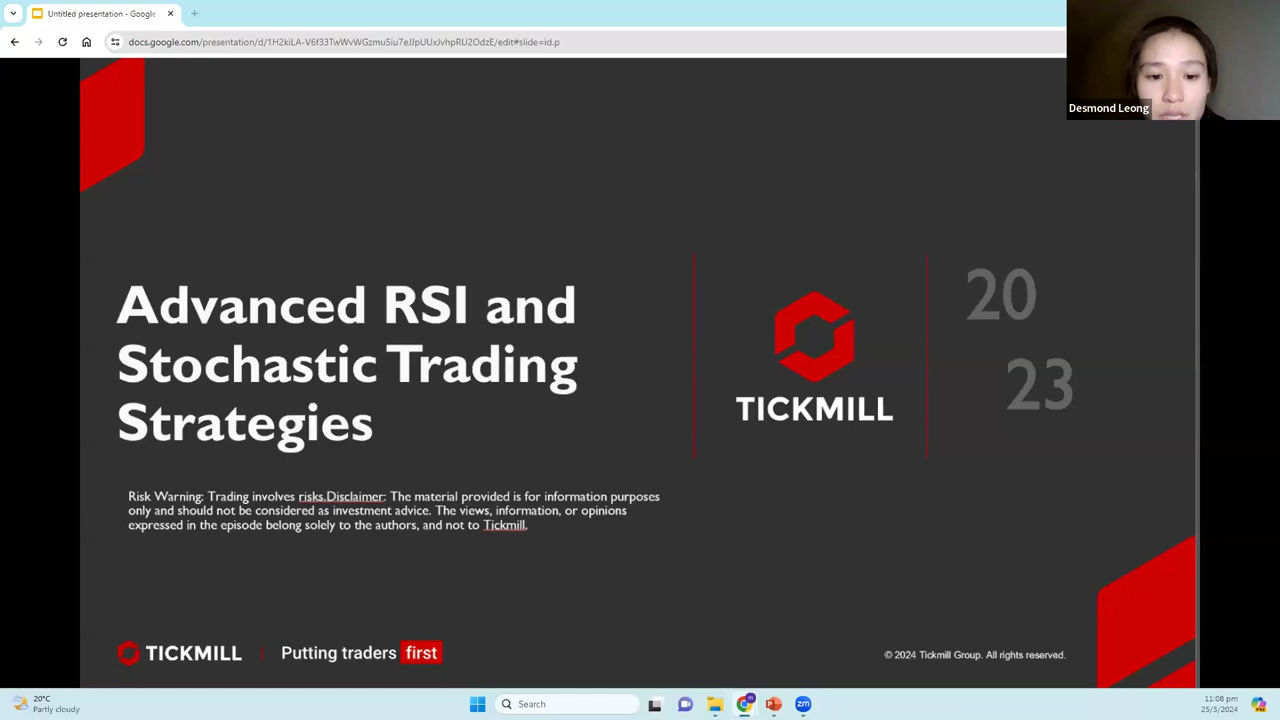 Untitled presentation - Google
docs.google.com/presentation/d/1H2kiLA-V6f33TwWvWGzmu5iu7eJJpUUxJvhpRU2OdzE/edit#slide=id.p
Desmond Leong
Advanced RSI and
Stochastic Trading
Strategies
TICKMILL
20
23
Risk Warning: Trading involves risks.Disclaimer: The material provided is for information purposes
only and should not be considered as investment advice. The views, information, or opinions
expressed in the episode belong solely to the authors, and not to Tickmill.
TICKMILL
Putting traders first
© 2024 Tickmill Group. All rights reserved.
20°C
Partly cloudy
Search
zm
11:08 pm
25/3/2024